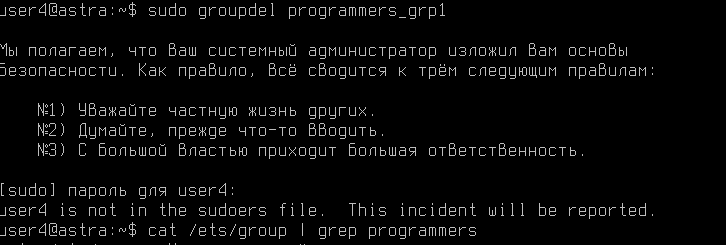 user4@astra:~$ sudo groupdel programmers_grp1
Мы полагаем, что ваш системный администратор изложил вам основы
безопасности. Как правило, всё сводится к трём следующим правилам:
№1) Уважайте частную жизнь других.
№2) Думайте, прежде что-то вводить.
№3) С большой властью приходит большая ответственность.
[sudo] пароль для user4:
user4 is not in the sudoers file.  This incident will be reported.
user4@astra:~$ cat /ets/group | grep programmers